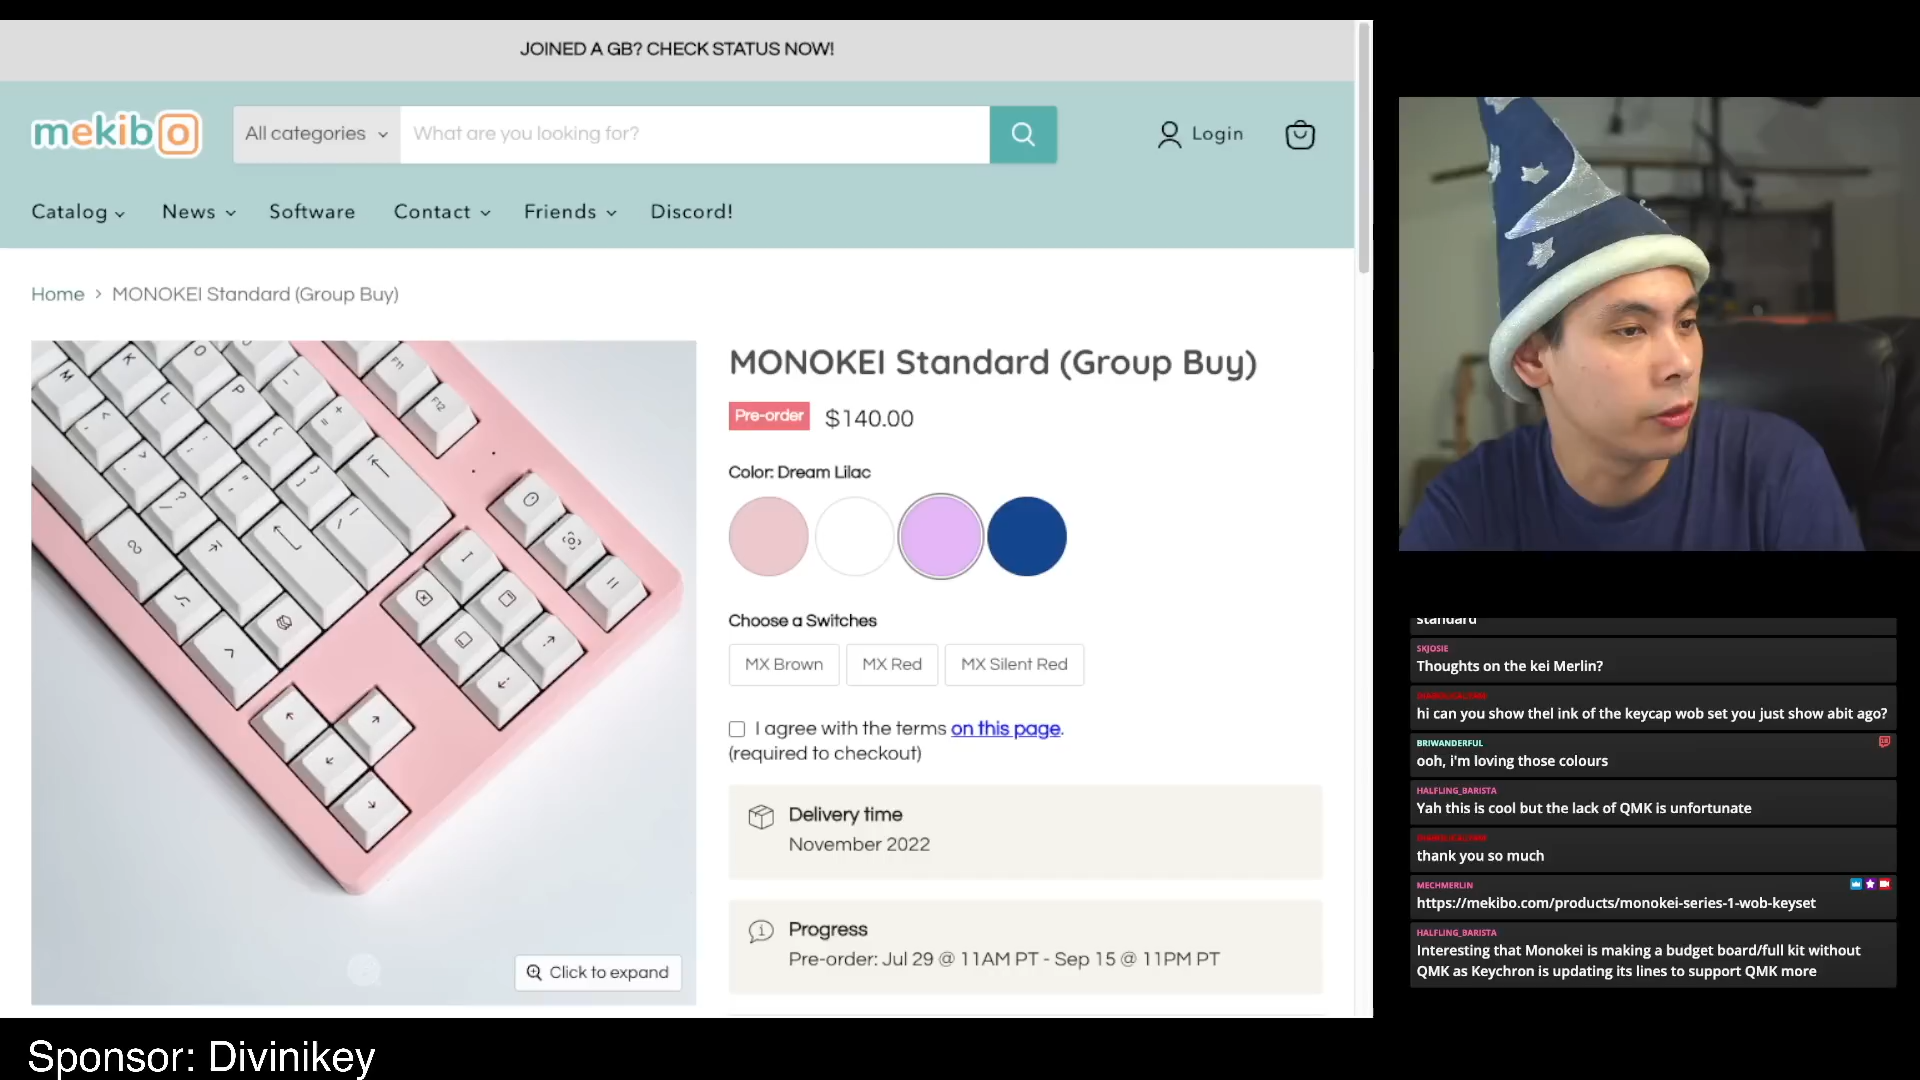 JOINED A GB? CHECK STATUS NOW!
mekibo
All categories
What are you looking for?
Login
Catalog
News
Software
Contact
Friends
Discord!
Home > MONOKEI Standard (Group Buy)
MONOKEI Standard (Group Buy)
Pre-order $140.00
Color: Dream Lilac
Choose a Switches
MX Brown
MX Red
MX Silent Red
I agree with the terms on this page.
(required to checkout)
Delivery time
November 2022
Progress
Pre-order: Jul 29 @ 11AM PT - Sep 15 @ 11PM PT
M
K
O
L
P
F11
F12
Click to expand
standard
SKJOSIE
Thoughts on the kei Merlin?
hi can you show thel ink of the keycap wob set you just show abit ago?
BRIWANDERFUL
ooh, i'm loving those colours
HALFLING_BARISTA
Yah this is cool but the lack of QMK is unfortunate
thank you so much
MECHMERLIN
https://mekibo.com/products/monokei-series-1-wob-keyset
HALFLING_BARISTA
Interesting that Monokei is making a budget board/full kit without
QMK as Keychron is updating its lines to support QMK more
Sponsor: Divinikey